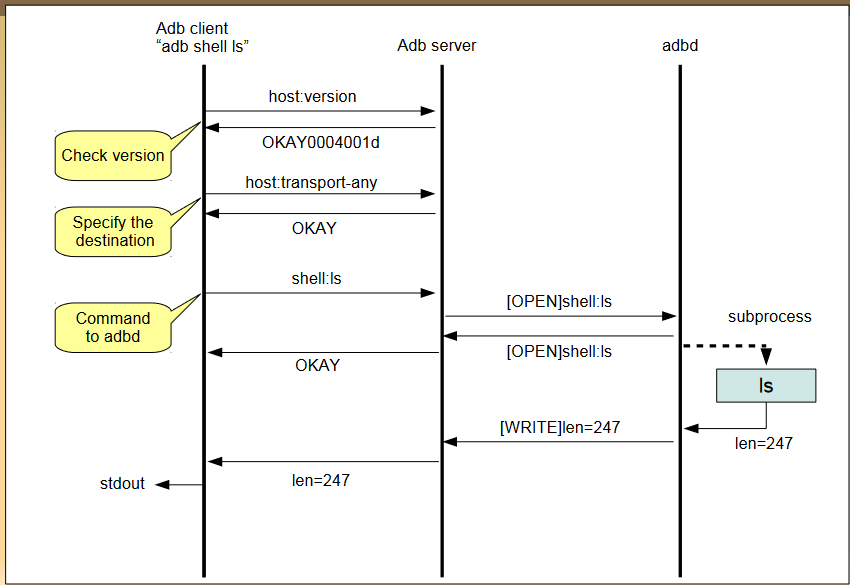 Adb client
“adb shell ls”
Adb server
adbd
host:version
OKAY0004001d
Check version
host:transport-any
OKAY
Specify the
destination
shell:ls
[OPEN]shell:ls
subprocess
Command
to adbd
[OPEN]shell:ls
OKAY
ls
[WRITE]len=247
len=247
len=247
stdout